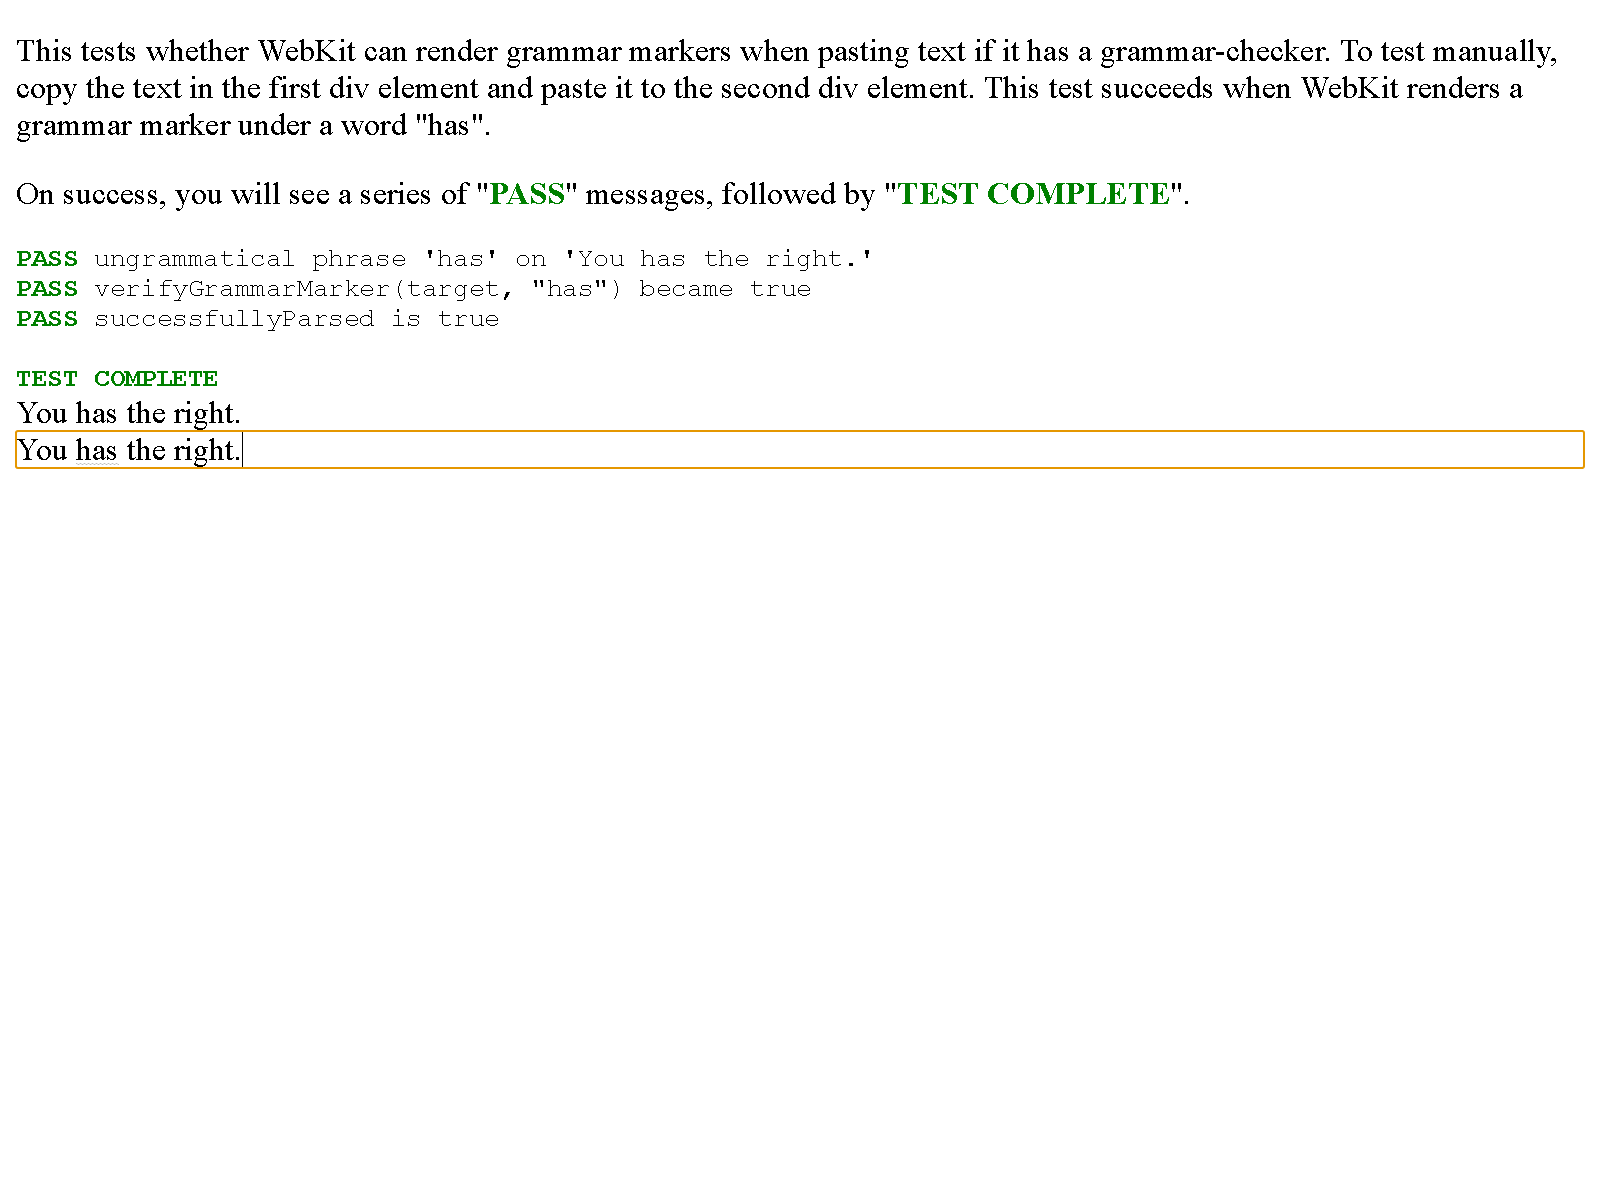 This tests whether WebKit can render grammar markers when pasting text if it has a grammar-checker. To test manually,
copy the text in the first div element and paste it to the second div element. This test succeeds when WebKit renders a
grammar marker under a word "has".
On success, you will see a series of "PASS" messages, followed by "TEST COMPLETE".
PASS ungrammatical phrase 'has' on 'You has the right.'
PASS verifyGrammarMarker(target, "has") became true
PASS successfullyParsed is true
TEST COMPLETE
You has the right.
You has the right.